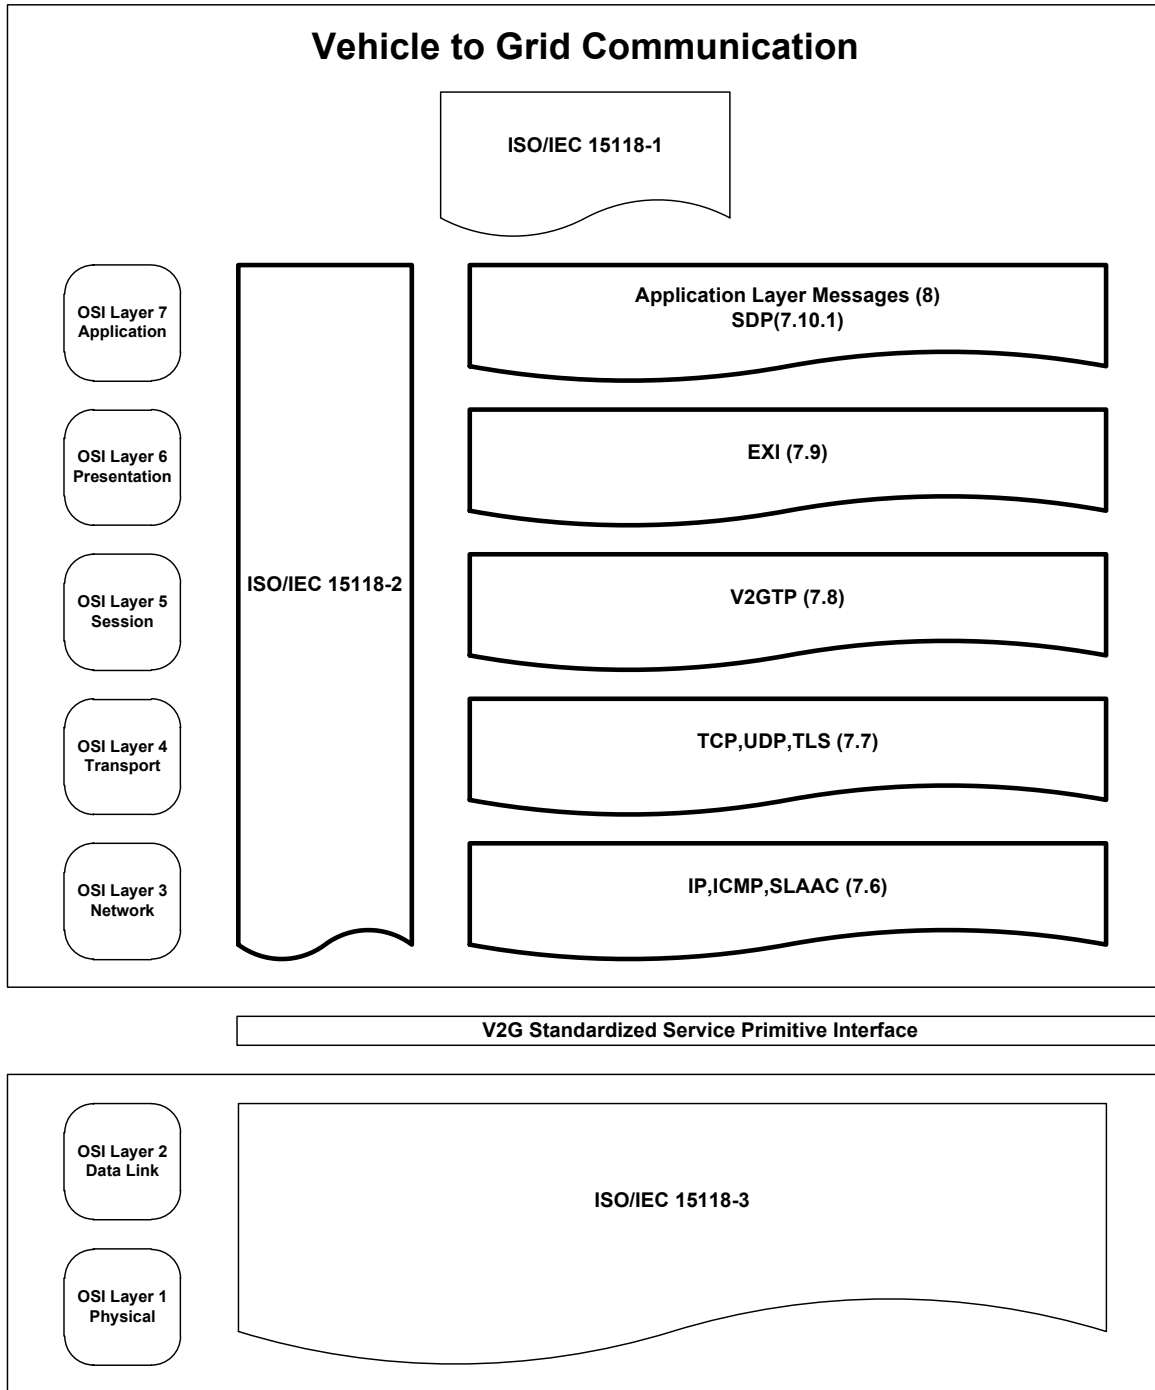 Vehicle to Grid Communication
ISO/IEC 15118-1
OSI Layer 7
Application
Application Layer Messages (8)
SDP(7.10.1)
OSI Layer 6
Presentation
EXI (7.9)
OSI Layer 5
Session
ISO/IEC 15118-2
V2GTP (7.8)
OSI Layer 4
Transport
TCP,UDP,TLS (7.7)
OSI Layer 3
Network
IP,ICMP,SLAAC (7.6)
V2G Standardized Service Primitive Interface
OSI Layer 2
Data Link
ISO/IEC 15118-3
OSI Layer 1
Physical